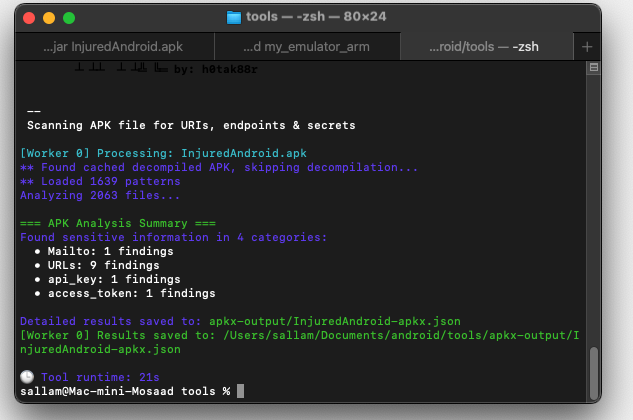 tools — -zsh — 80×24
...jar InjuredAndroid.apk
...d my_emulator_arm
...roid/tools — -zsh
by: h0tak88r
——
Scanning APK file for URIs, endpoints & secrets
[Worker 0] Processing: InjuredAndroid.apk
** Found cached decompiled APK, skipping decompilation...
** Loaded 1639 patterns
Analyzing 2063 files...
=== APK Analysis Summary ===
Found sensitive information in 4 categories:
• Mailto: 1 findings
• URLs: 9 findings
• api_key: 1 findings
• access_token: 1 findings
Detailed results saved to: apkx-output/InjuredAndroid-apkx.json
[Worker 0] Results saved to: /Users/sallam/Documents/android/tools/apkx-output/I
njuredAndroid-apkx.json
Tool runtime: 21s
sallam@Mac-mini-Mosaad tools %